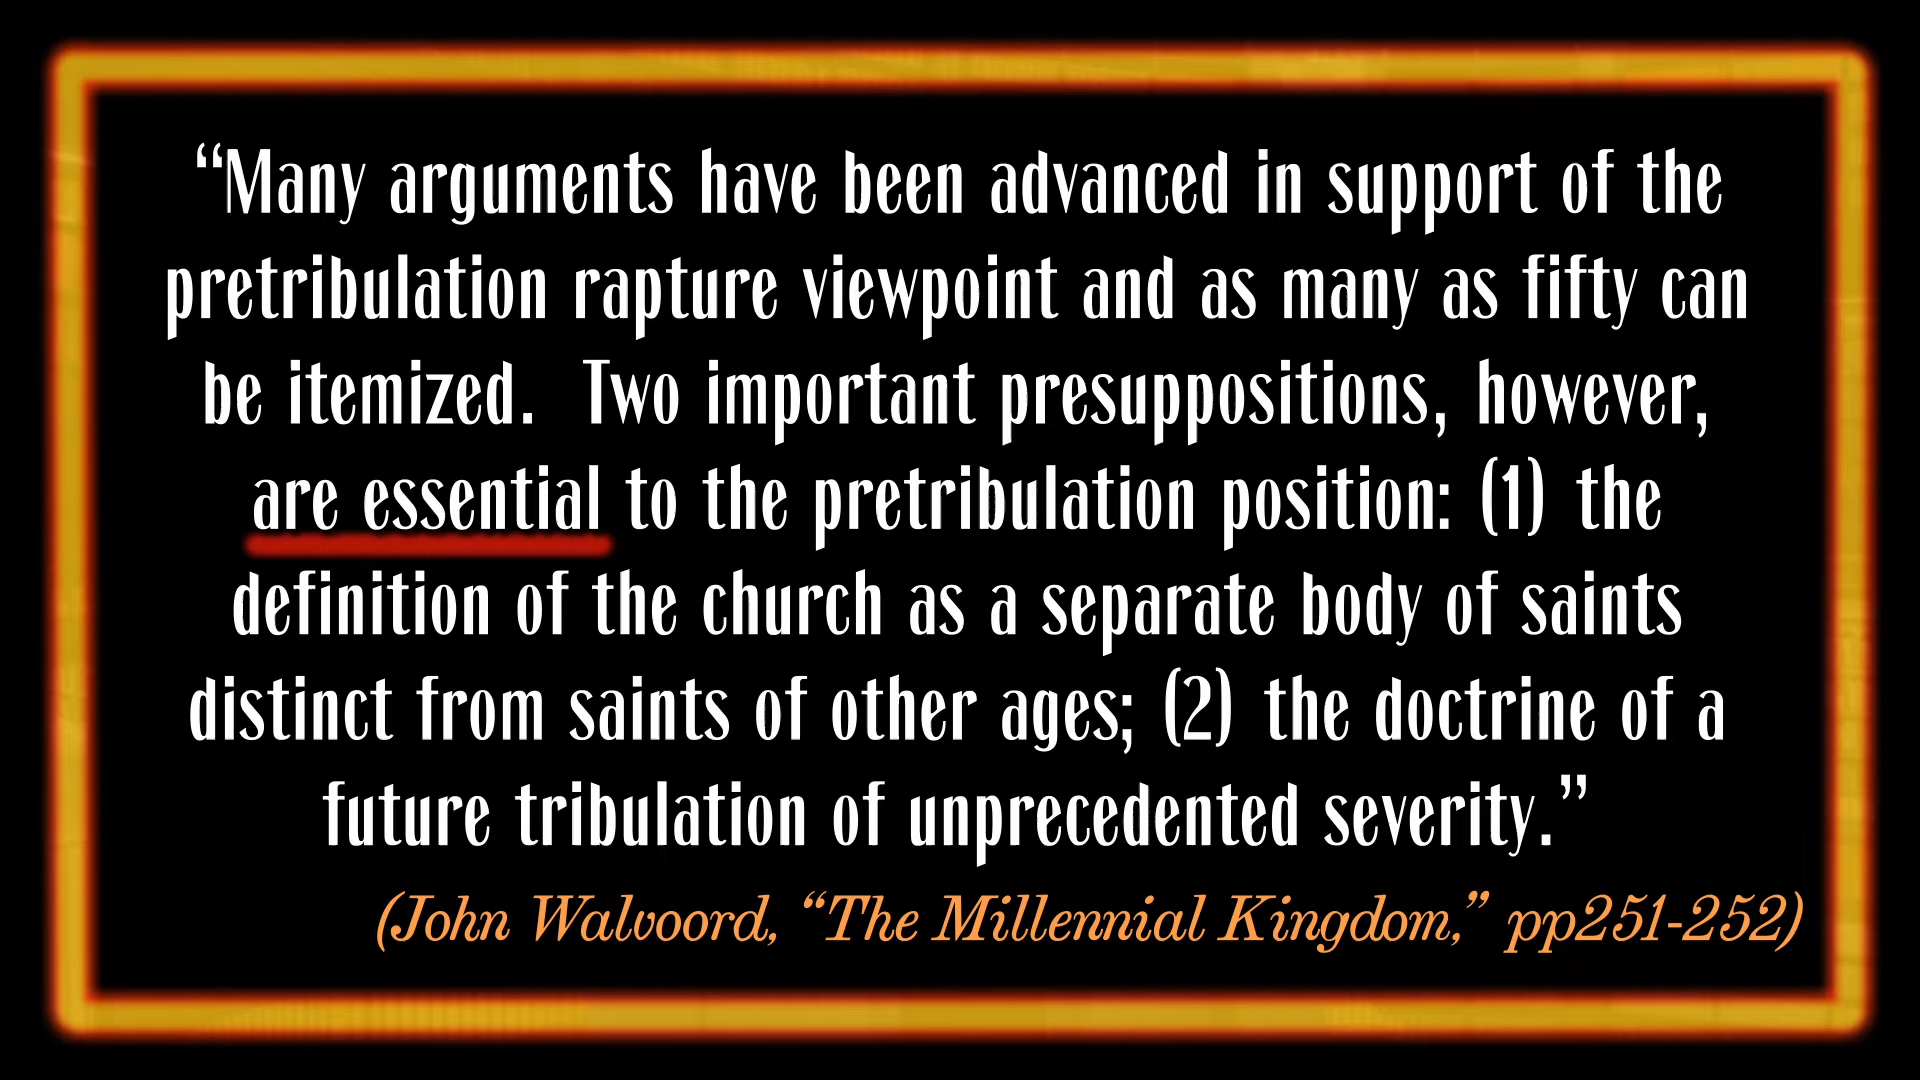 “Many arguments have been advanced in support of the
pretribulation rapture viewpoint and as many as fifty can
be itemized.  Two important presuppositions, however,
are essential to the pretribulation position: (1) the
definition of the church as a separate body of saints
distinct from saints of other ages; (2) the doctrine of a
future tribulation of unprecedented severity.”
(John Walvoord, “The Millennial Kingdom,” pp251-252)